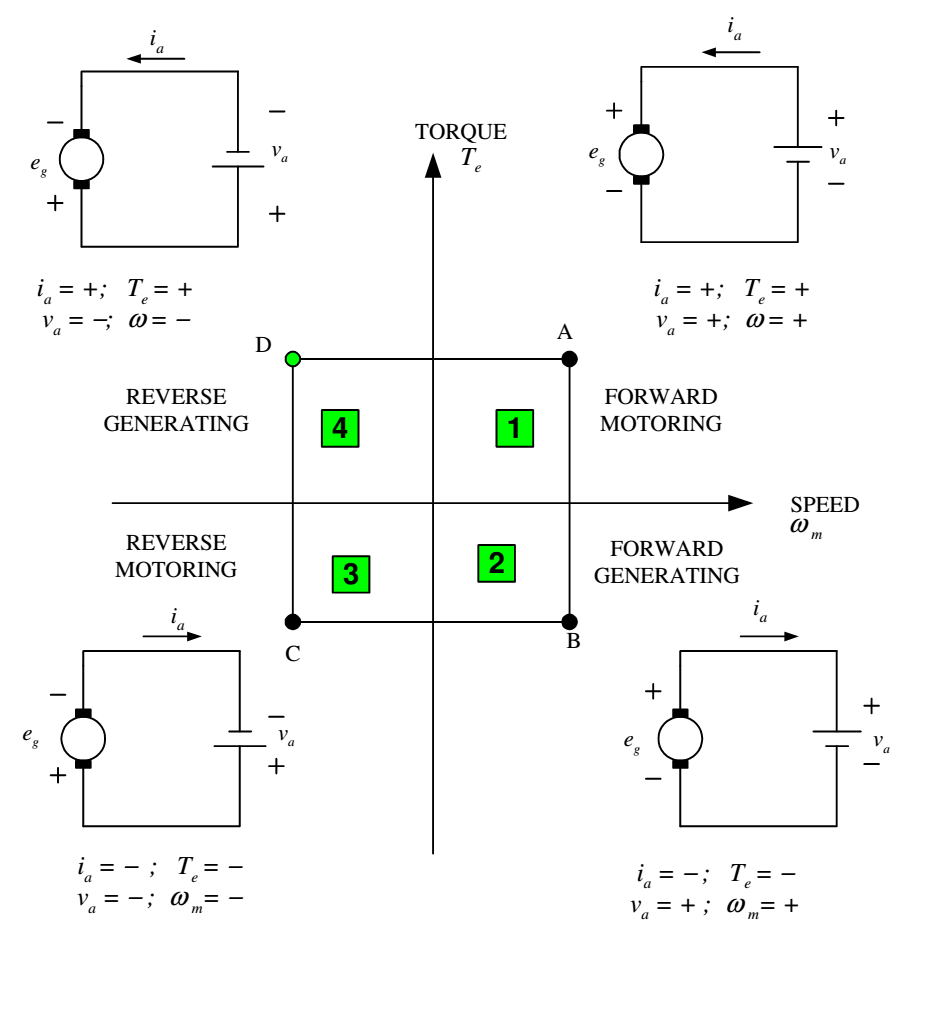 i_a
i_a
−
−
e_g
v_a
+
+
+
+
e_g
v_a
−
−
TORQUE
T_e
i_a = +; T_e = +
v_a = −; ω = −
i_a = +; T_e = +
v_a = +; ω = +
D
A
REVERSE
GENERATING
4
1
FORWARD
MOTORING
SPEED
ω_m
REVERSE
MOTORING
3
2
FORWARD
GENERATING
C
B
i_a
i_a
−
−
e_g
v_a
+
+
+
+
e_g
v_a
−
−
i_a = − ; T_e = −
v_a = −; ω_m = −
i_a = −; T_e = −
v_a = + ; ω_m = +